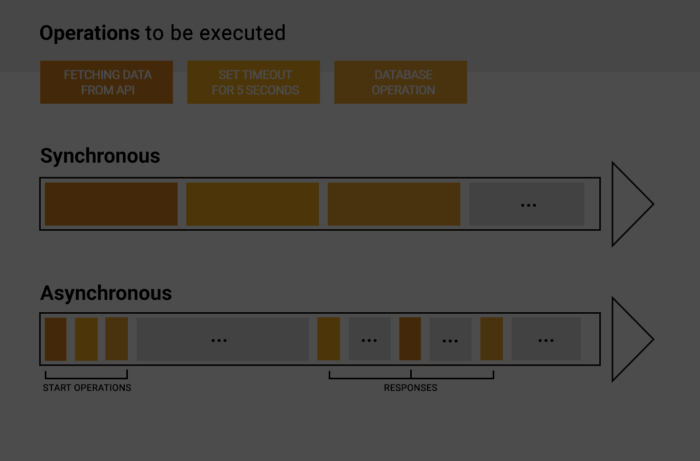 Operations to be executed
FETCHING DATA
FROM API
SET TIMEOUT
FOR 5 SECONDS
DATABASE
OPERATION
Synchronous
...
Asynchronous
... ... ... ...
START OPERATIONS
RESPONSES